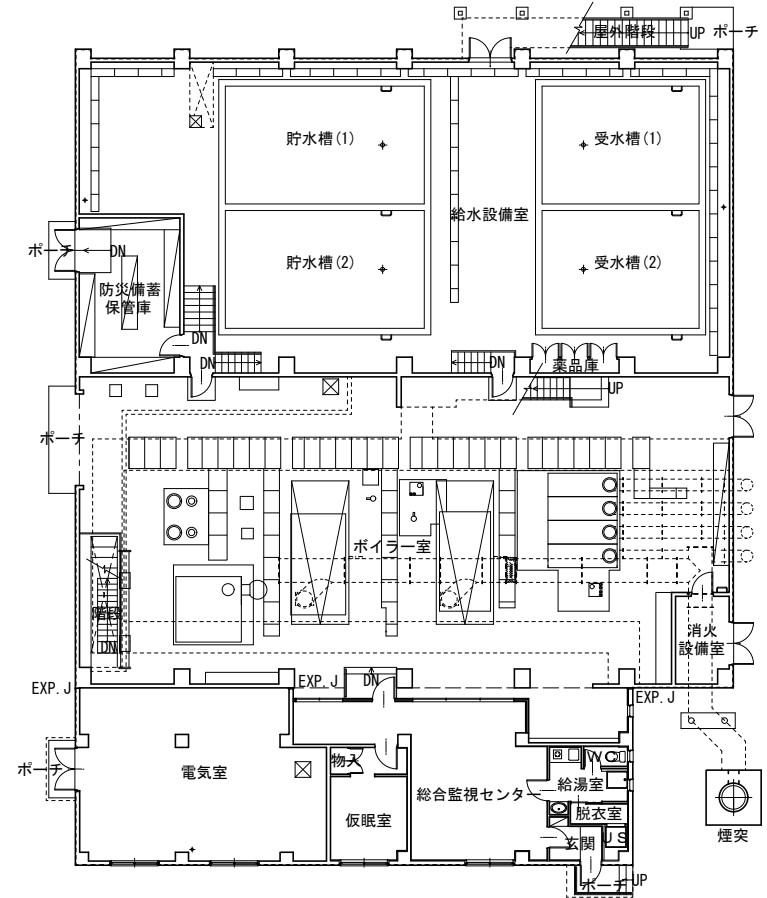 屋外階段
UP ポーチ
貯水槽(1)
受水槽(1)
給水設備室
ポーチ
DN
貯水槽(2)
受水槽(2)
防災備蓄
保管庫
DN
DN
DN
薬品庫
UP
ポーチ
ボイラー室
階段
DN
消火
設備室
EXP.J
EXP.J
DN
EXP.J
ポーチ
電気室
物入
総合監視センター
仮眠室
WC
給湯室
脱衣室
US
玄関
ポーチ
UP
煙突